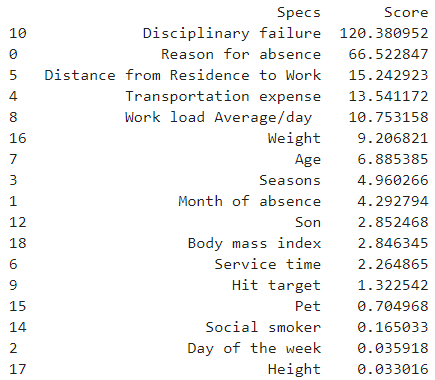 Specs Score
10 Disciplinary failure 120.380952
0 Reason for absence 66.522847
5 Distance from Residence to Work 15.242923
4 Transportation expense 13.541172
8 Work load Average/day 10.753158
16 Weight 9.206821
7 Age 6.885385
3 Seasons 4.960266
1 Month of absence 4.292794
12 Son 2.852468
18 Body mass index 2.846345
6 Service time 2.264865
9 Hit target 1.322542
15 Pet 0.704968
14 Social smoker 0.165033
2 Day of the week 0.035918
17 Height 0.033016